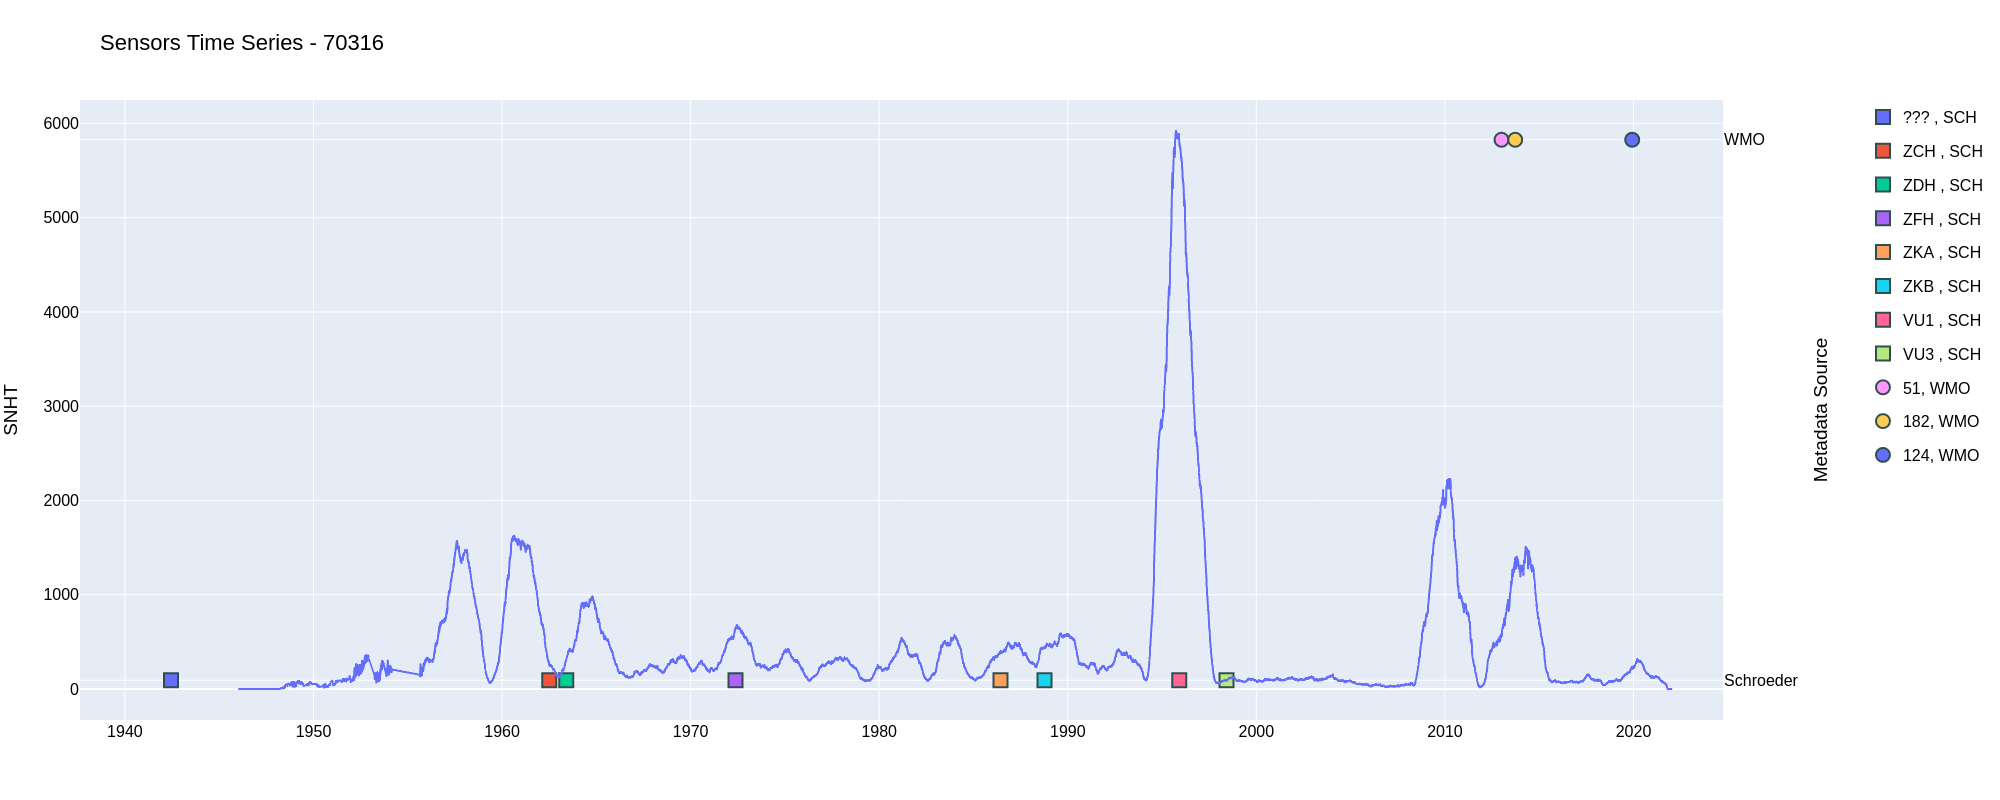 Sensors Time Series - 70316
SNHT
6000
5000
4000
3000
2000
1000
0
1940
1950
1960
1970
1980
1990
2000
2010
2020
WMO
Schroeder
Metadata Source
??? , SCH
ZCH , SCH
ZDH , SCH
ZFH , SCH
ZKA , SCH
ZKB , SCH
VU1 , SCH
VU3 , SCH
51, WMO
182, WMO
124, WMO